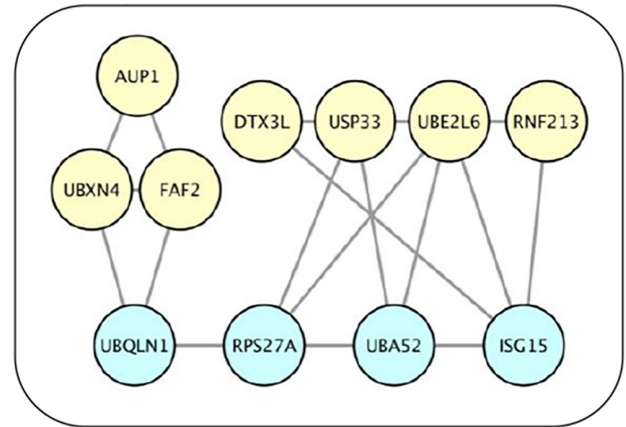 AUP1
DTX3L USP33 UBE2L6 RNF213
UBXN4 FAF2
UBQLN1 RPS27A UBA52 ISG15